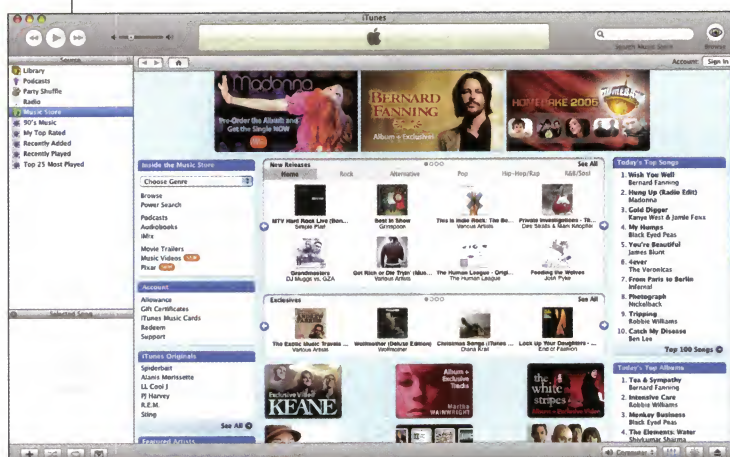 iTunes
Search Music Store
Browse
Source
Library
Podcasts
Party Shuffle
Radio
Music Store
90's Music
My Top Rated
Recently Added
Recently Played
Top 25 Most Played
Selected Song
Account:
Sign In
Madonna
Pre-Order the Album and
Get the Single NOW
BERNARD
FANNING
Album + Exclusive!
HOMEBAKE 2005
HOMEBAKE
Inside the Music Store
Choose Genre
Browse
Power Search
Podcasts
Audiobooks
iMix
Movie Trailers
Music Videos
Pixar
Account
Allowance
Gift Certificates
iTunes Music Cards
Redeem
Support
iTunes Originals
Spiderbait
Alanis Morissette
LL Cool J
PJ Harvey
R.E.M.
Sting
See All
Featured Artists
New Releases
See All
Home
Rock
Alternative
Pop
Hip-Hop/Rap
R&B/Soul
MTV Hard Rock Live (Bon...
Simple Plan
Best in Show
Grinspoon
This Is Indie Rock: The Be...
Various Artists
Private Investigations - Th...
Dire Straits & Mark Knopfler
Grandmasters
DJ Muggs vs. GZA
Get Rich or Die Tryin' (Mus...
Various Artists
The Human League - Origi...
The Human League
Feeding the Wolves
Josh Pyke
Exclusives
See All
The Exotic Music Travels ...
Various Artists
Wolfmother (Deluxe Edition)
Wolfmother
Christmas Songs (iTunes ...
Diana Krall
Lock Up Your Daughters - ...
End of Fashion
Exclusive Video
KEANE
Album +
Exclusive
Tracks
Martha
WAINWRIGHT
the
white
stripes
Album + Exclusive Video
Today's Top Songs
1. Wish You Well
Bernard Fanning
2. Hung Up (Radio Edit)
Madonna
3. Gold Digger
Kanye West & Jamie Foxx
4. My Humps
Black Eyed Peas
5. You're Beautiful
James Blunt
6. 4ever
The Veronicas
7. From Paris to Berlin
Infernal
8. Photograph
Nickelback
9. Tripping
Robbie Williams
10. Catch My Disease
Ben Lee
Top 100 Songs
Today's Top Albums
1. Tea & Sympathy
Bernard Fanning
2. Intensive Care
Robbie Williams
3. Monkey Business
Black Eyed Peas
4. The Elements: Water
Shivkumar Sharma
Computer